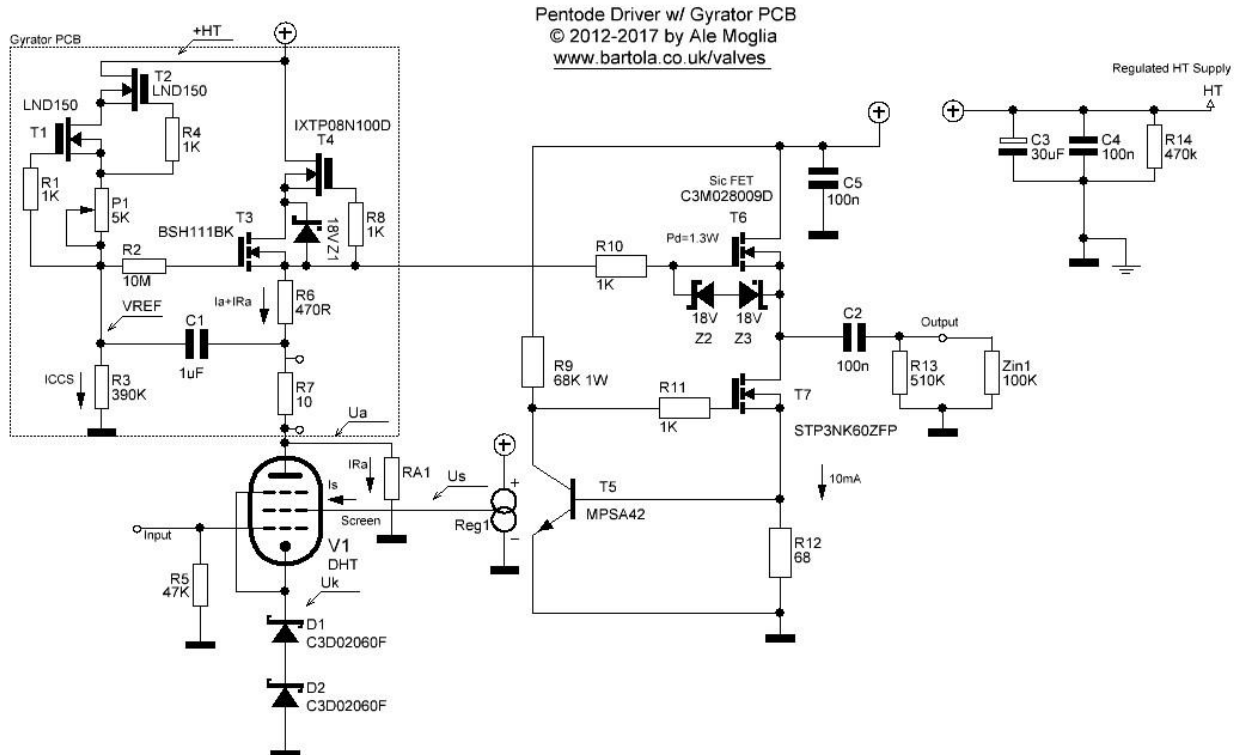 Pentode Driver w/ Gyrator PCB
© 2012-2017 by Ale Moglia
www.bartola.co.uk/valves
Gyrator PCB
+HT
T2
LND150
LND150
T1
R4
1K
R1
1K
P1
5K
IXTP08N100D
T4
T3
BSH111BK
18V Z1
R8
1K
R2
10M
VREF
Ia+IRa
R6
470R
C1
1uF
ICCS
R3
390K
R7
10
Ua
IRa
RA1
Is
Us
Screen
Reg1
+
−
Input
V1
DHT
R5
47K
Uk
D1
C3D02060F
D2
C3D02060F
Sic FET
C3M028009D
T6
Pd=1.3W
C5
100n
R10
1K
18V
Z2
18V
Z3
C2
100n
Output
R13
510K
Zin1
100K
R9
68K 1W
R11
1K
T7
STP3NK60ZFP
10mA
T5
MPSA42
R12
68
Regulated HT Supply
HT
C3
30uF
C4
100n
R14
470k